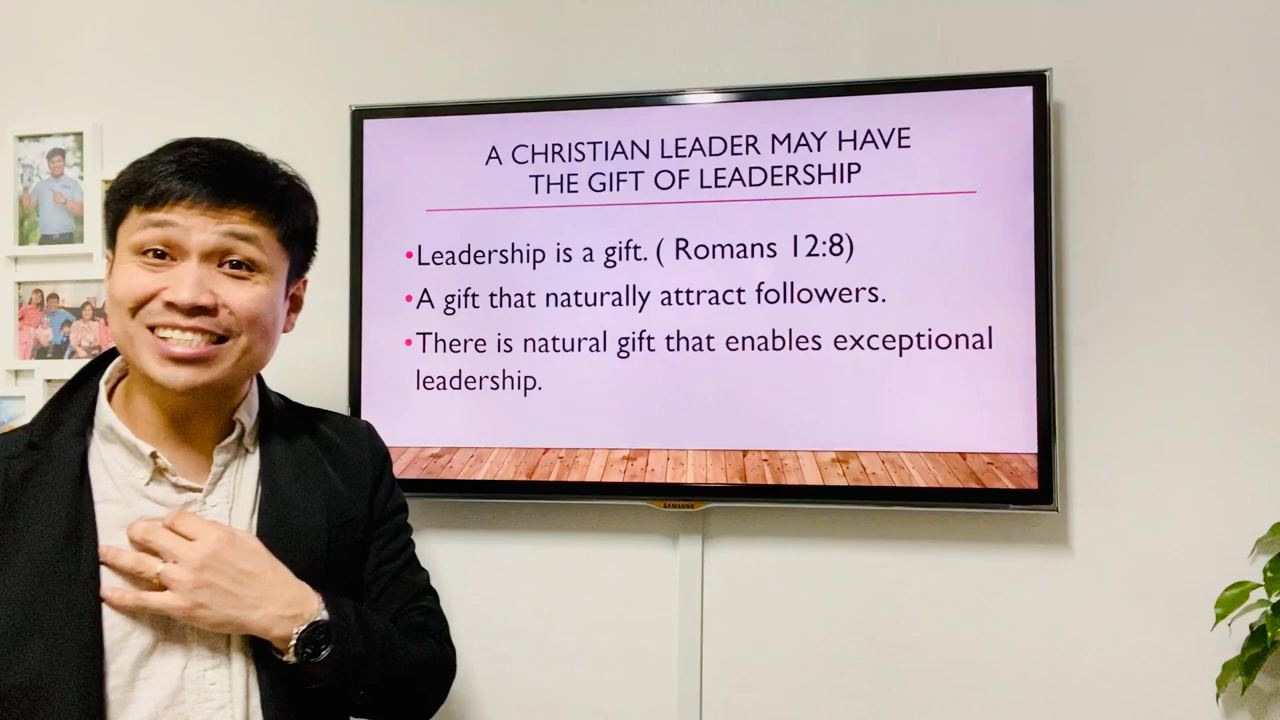 A CHRISTIAN LEADER MAY HAVE
THE GIFT OF LEADERSHIP
•Leadership is a gift. ( Romans 12:8)
•A gift that naturally attract followers.
•There is natural gift that enables exceptional
leadership.
SAMSUNG